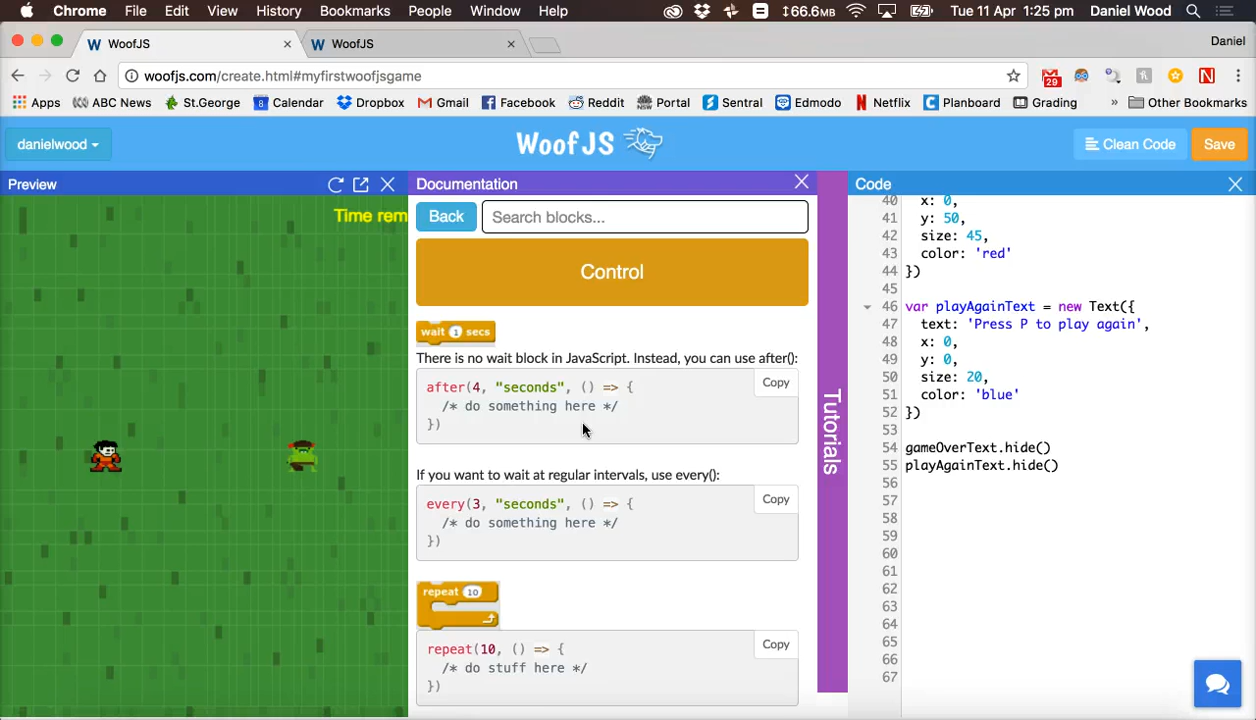 Chrome File Edit View History Bookmarks People Window Help 66.6MB Tue 11 Apr 1:25 pm Daniel Wood
WoofJS WoofJS Daniel
woofjs.com/create.html#myfirstwoofjsgame 29
Apps ABC News St.George 8 Calendar Dropbox Gmail Facebook Reddit Portal Sentral Edmodo Netflix Planboard Grading » Other Bookmarks
danielwood WOOFJS Clean Code Save
Preview
Time rem
Documentation
Back Search blocks...
Control
wait 1 secs
There is no wait block in JavaScript. Instead, you can use after():
Copy
after(4, "seconds", () => {
/* do something here */
})
If you want to wait at regular intervals, use every():
Copy
every(3, "seconds", () => {
/* do something here */
})
repeat 10
Copy
repeat(10, () => {
/* do stuff here */
})
Tutorials
Code
40 x: 0,
41 y: 50,
42 size: 45,
43 color: 'red'
44 })
45
46 var playAgainText = new Text({
47 text: 'Press P to play again',
48 x: 0,
49 y: 0,
50 size: 20,
51 color: 'blue'
52 })
53
54 gameOverText.hide()
55 playAgainText.hide()
56
57
58
59
60
61
62
63
64
65
66
67